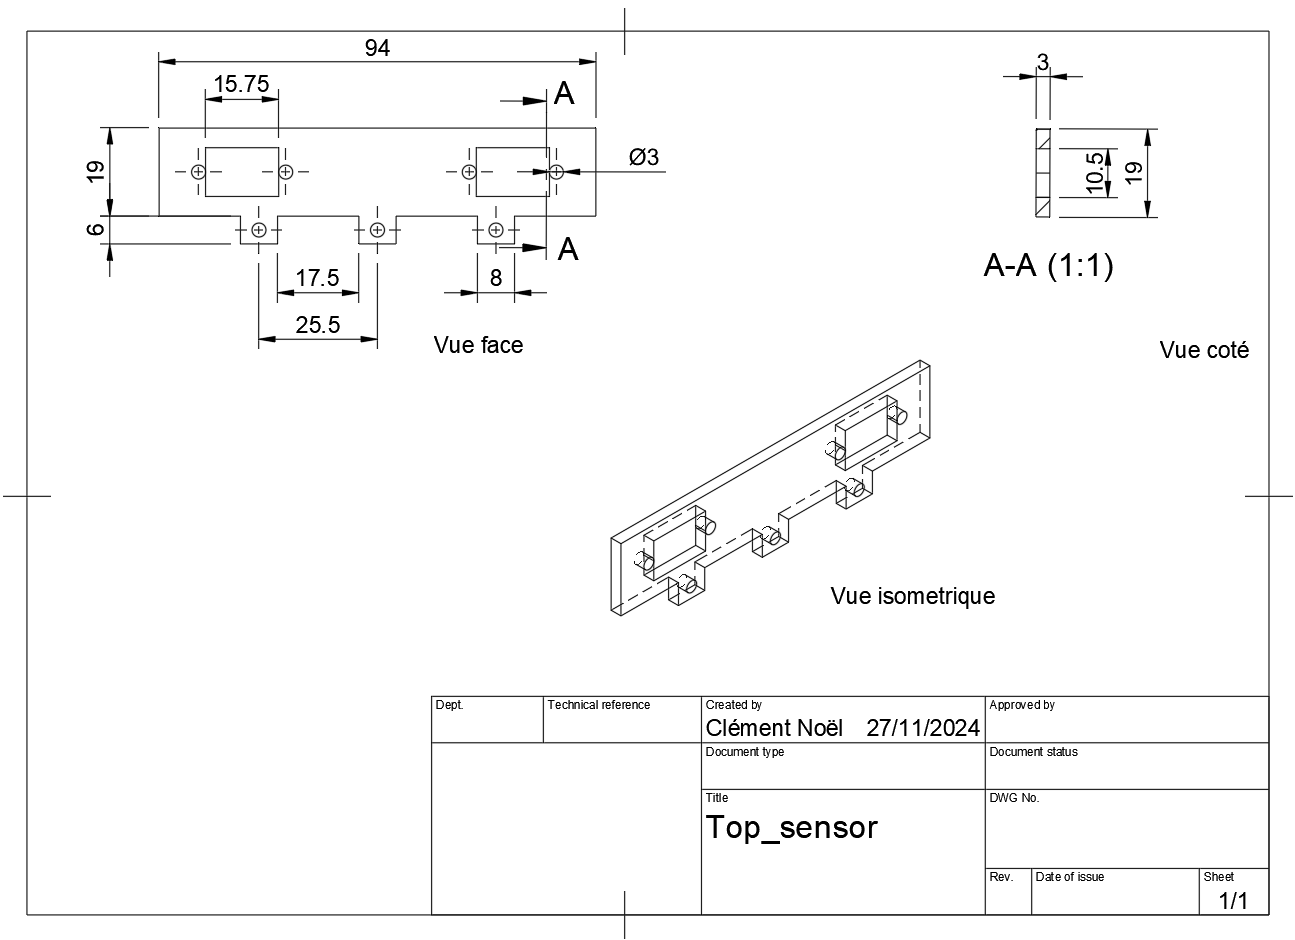 94
15.75
A
Ø3
19
6
A
17.5
8
25.5
Vue face
3
10.5
19
A-A (1:1)
Vue coté
Vue isometrique
Dept.
Technical reference
Created by
Clément Noël 27/11/2024
Approved by
Document type
Document status
Title
Top_sensor
DWG No.
Rev.
Date of issue
Sheet
1/1